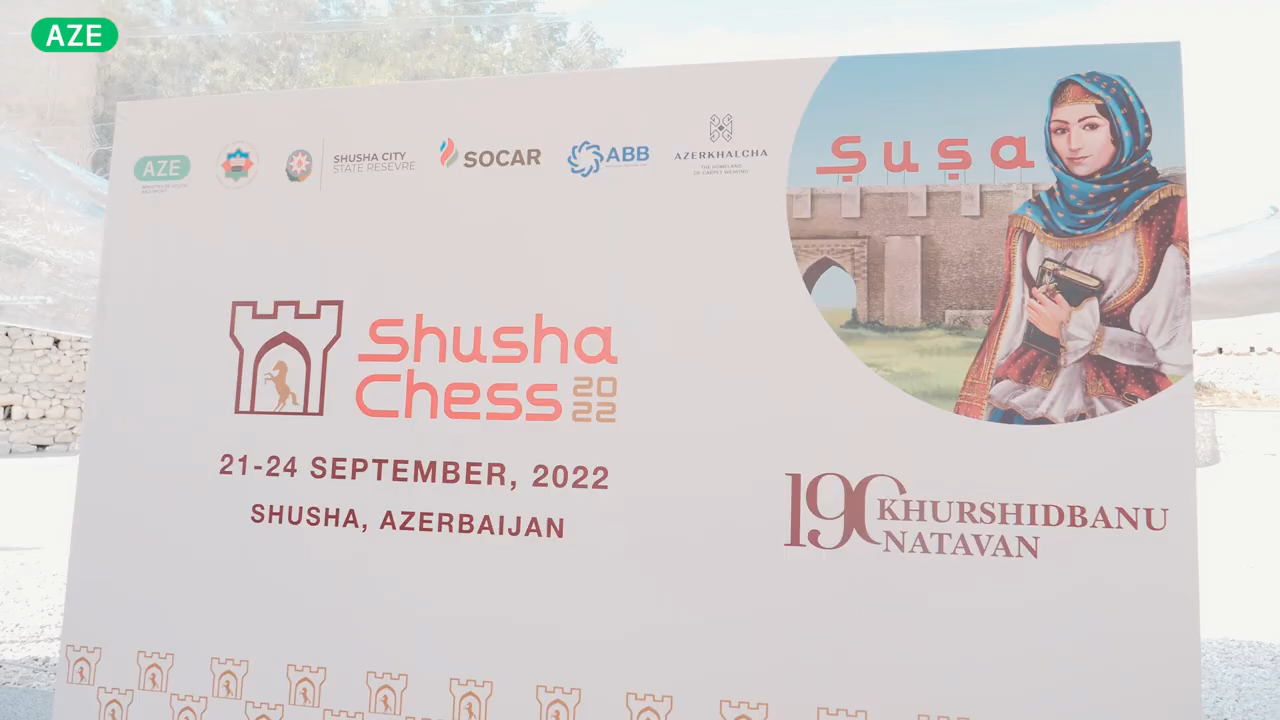 AZE
AZE
SHUSHA CITY
STATE RESEVRE
SOCAR
ABB
AZERKHALCHA
THE HOMELAND
OF CARPET WEAVING
Şuşa
Shusha
Chess 2022
21-24 SEPTEMBER, 2022
SHUSHA, AZERBAIJAN
190 KHURSHIDBANU
NATAVAN